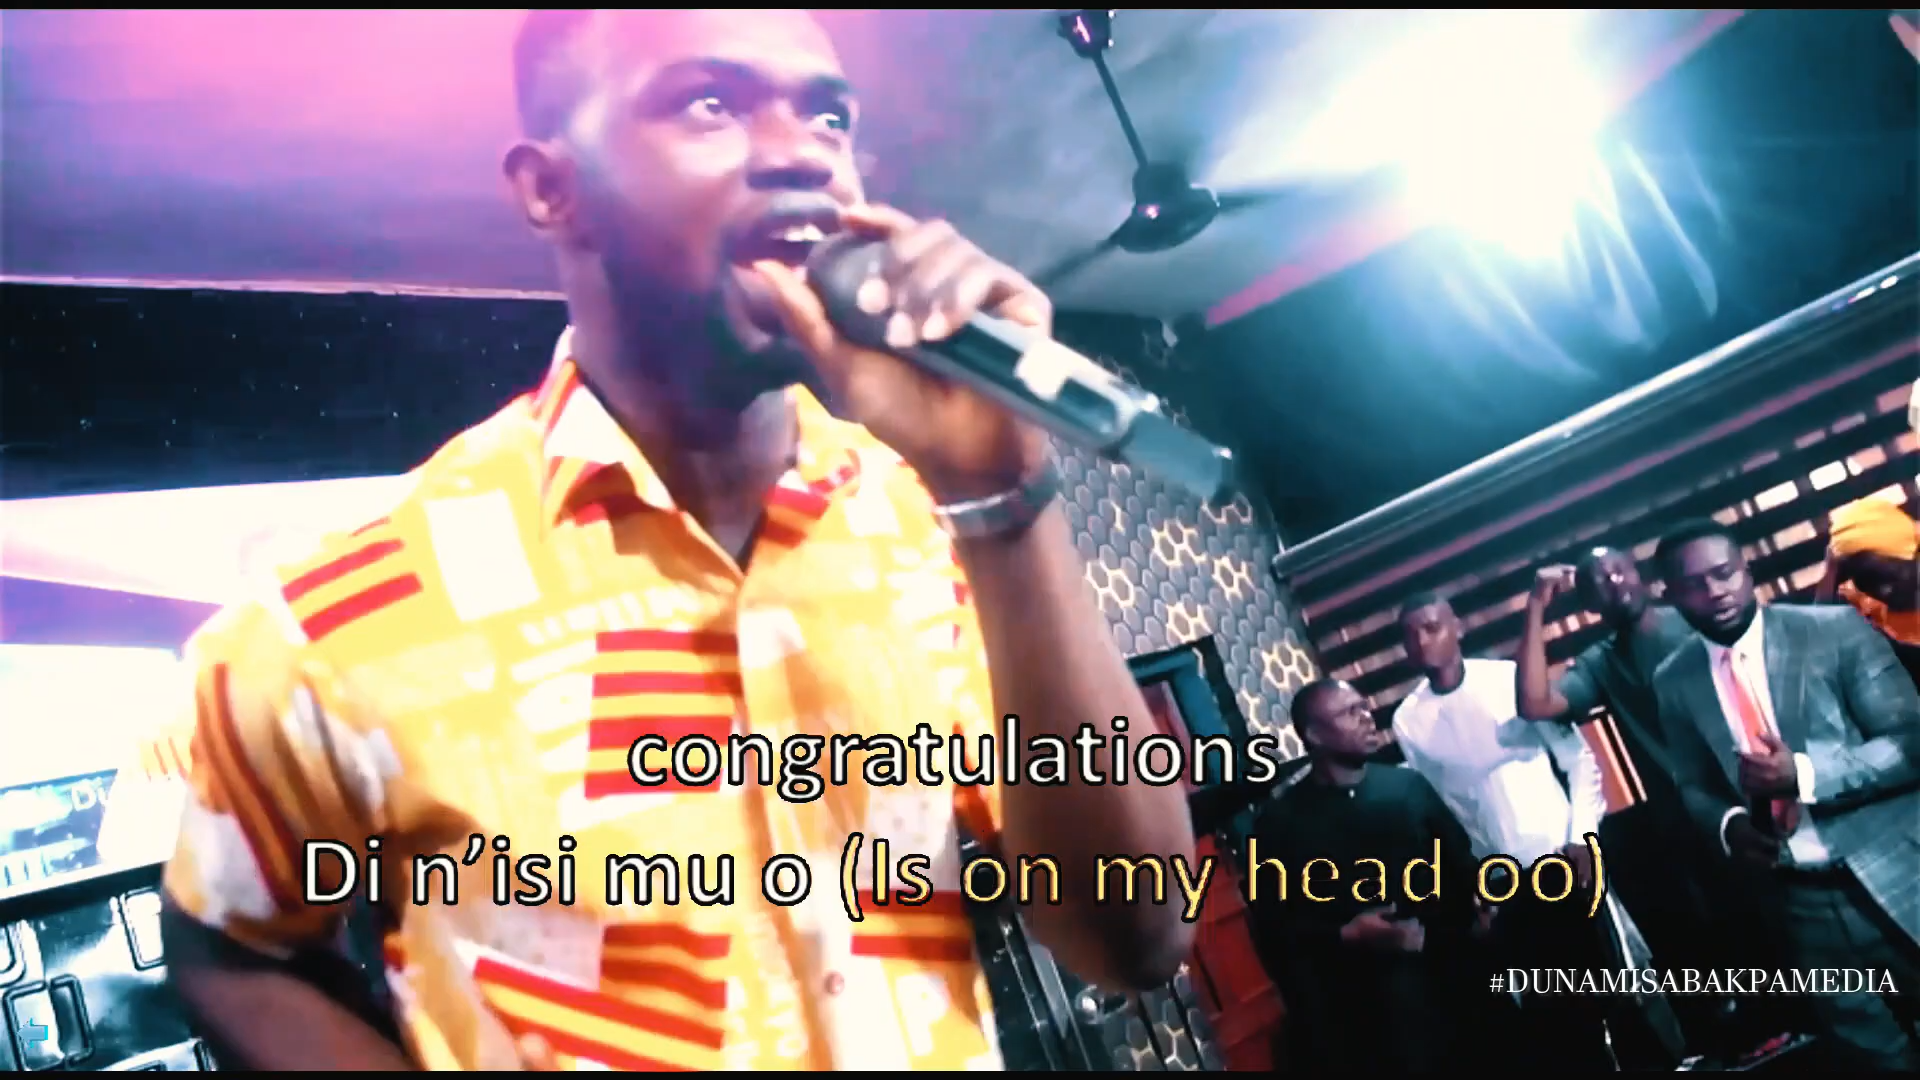 congratulations
Di n’isi mu o (Is on my head oo)
#DUNAMISABAKPAMEDIA